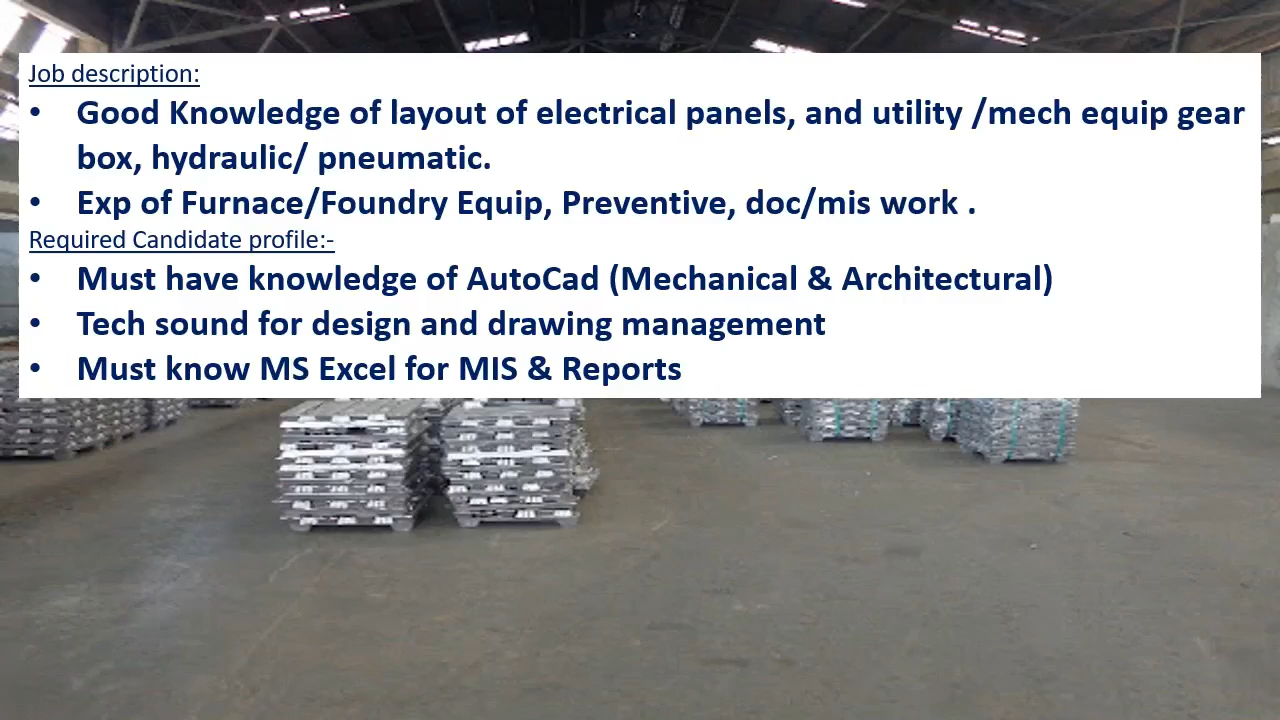 Job description:
• Good Knowledge of layout of electrical panels, and utility /mech equip gear
box, hydraulic/ pneumatic.
• Exp of Furnace/Foundry Equip, Preventive, doc/mis work .
Required Candidate profile:-
• Must have knowledge of AutoCad (Mechanical & Architectural)
• Tech sound for design and drawing management
• Must know MS Excel for MIS & Reports